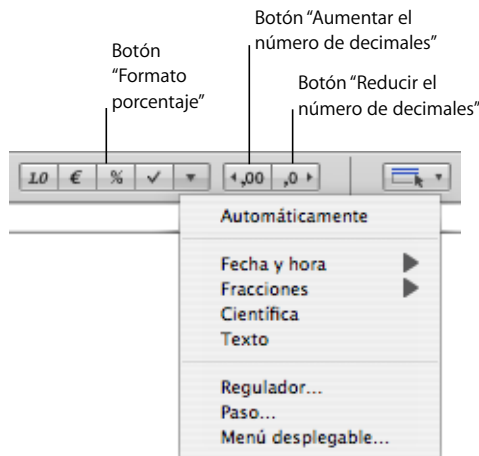 Botón “Aumentar el
número de decimales”
Botón
“Formato
porcentaje”
Botón “Reducir el
número de decimales”
1.0 € % ✓ ,00 ,0
Automáticamente
Fecha y hora
Fracciones
Científica
Texto
Regulador...
Paso...
Menú desplegable...